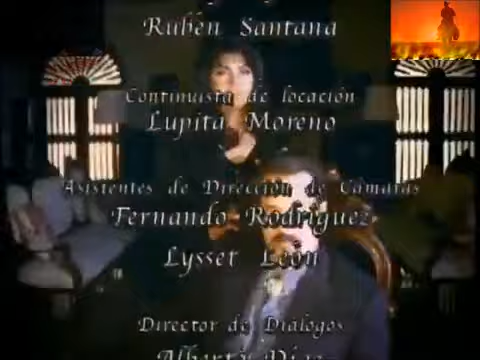 Rubén Santana
Continuista de locación
Lupita Moreno
Asistentes de Dirección de Cámaras
Fernando Rodríguez
Lysset León
Director de Diálogos
Alberto